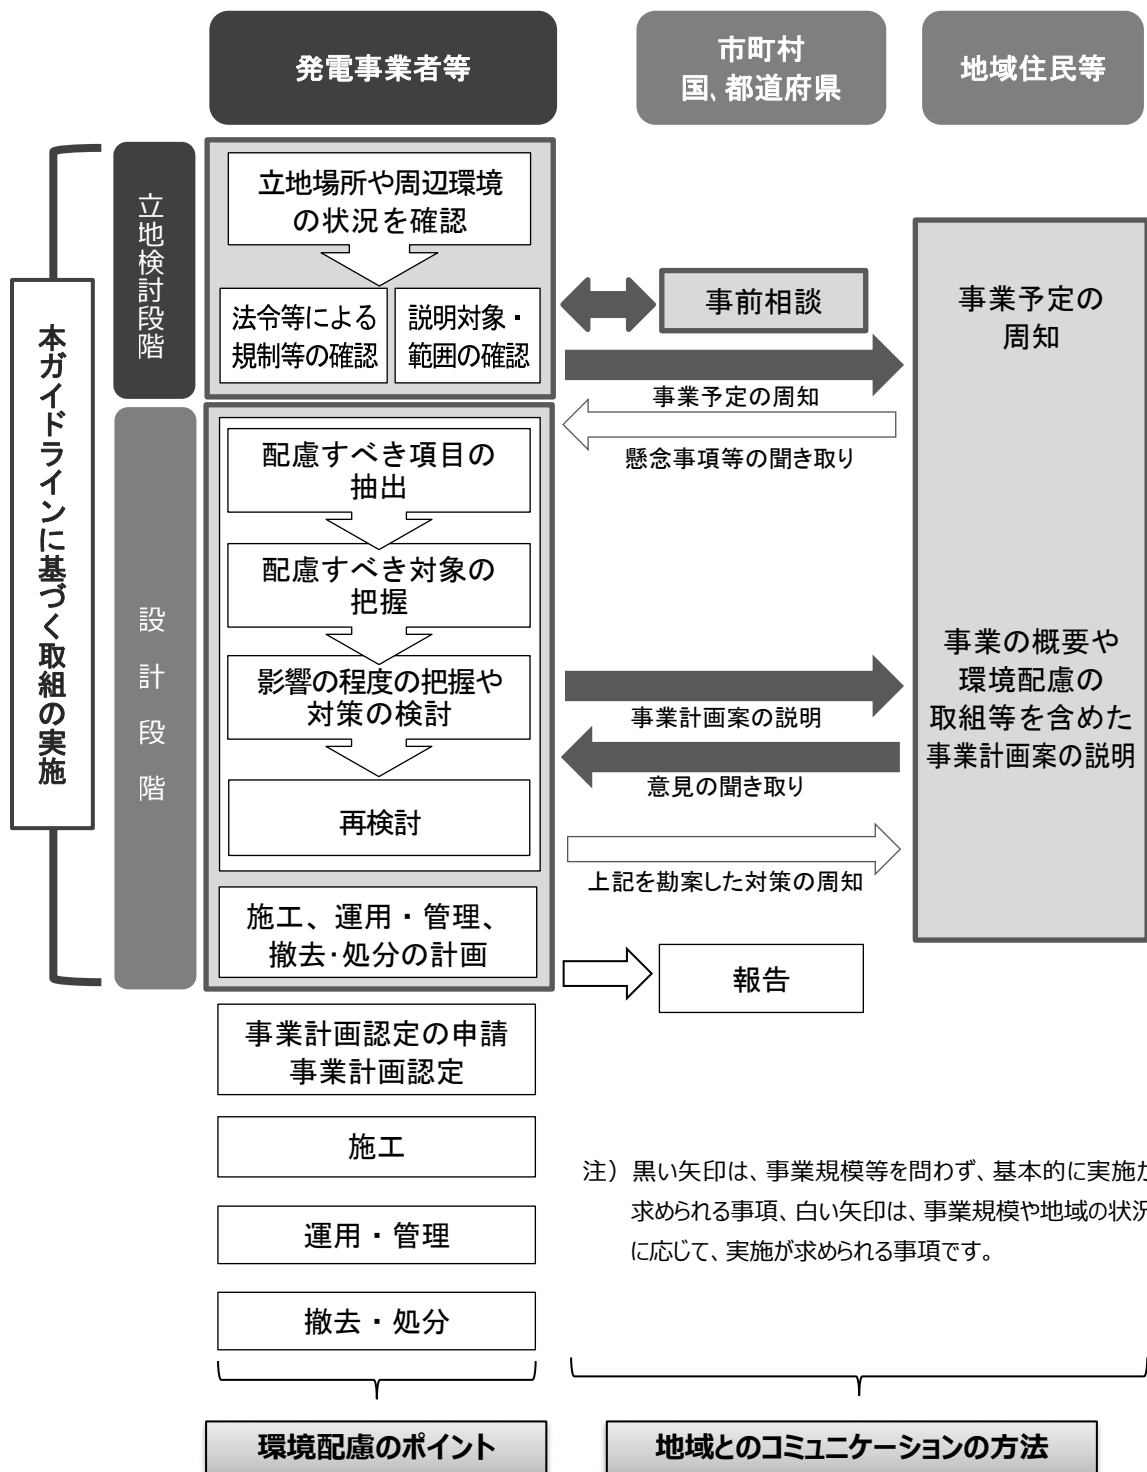 発電事業者等
市町村
国、都道府県
地域住民等
本ガイドラインに基づく取組の実施
立地検討段階
立地場所や周辺環境
の状況を確認
法令等による
規制等の確認
説明対象・
範囲の確認
事前相談
事業予定の
周知
事業予定の周知
懸念事項等の聞き取り
設計段階
配慮すべき項目の
抽出
配慮すべき対象の
把握
影響の程度の把握や
対策の検討
再検討
事業計画案の説明
意見の聞き取り
上記を勘案した対策の周知
事業の概要や
環境配慮の
取組等を含めた
事業計画案の説明
施工、運用・管理、
撤去・処分の計画
報告
事業計画認定の申請
事業計画認定
施工
運用・管理
撤去・処分
注）黒い矢印は、事業規模等を問わず、基本的に実施が
求められる事項、白い矢印は、事業規模や地域の状況
に応じて、実施が求められる事項です。
環境配慮のポイント
地域とのコミュニケーションの方法